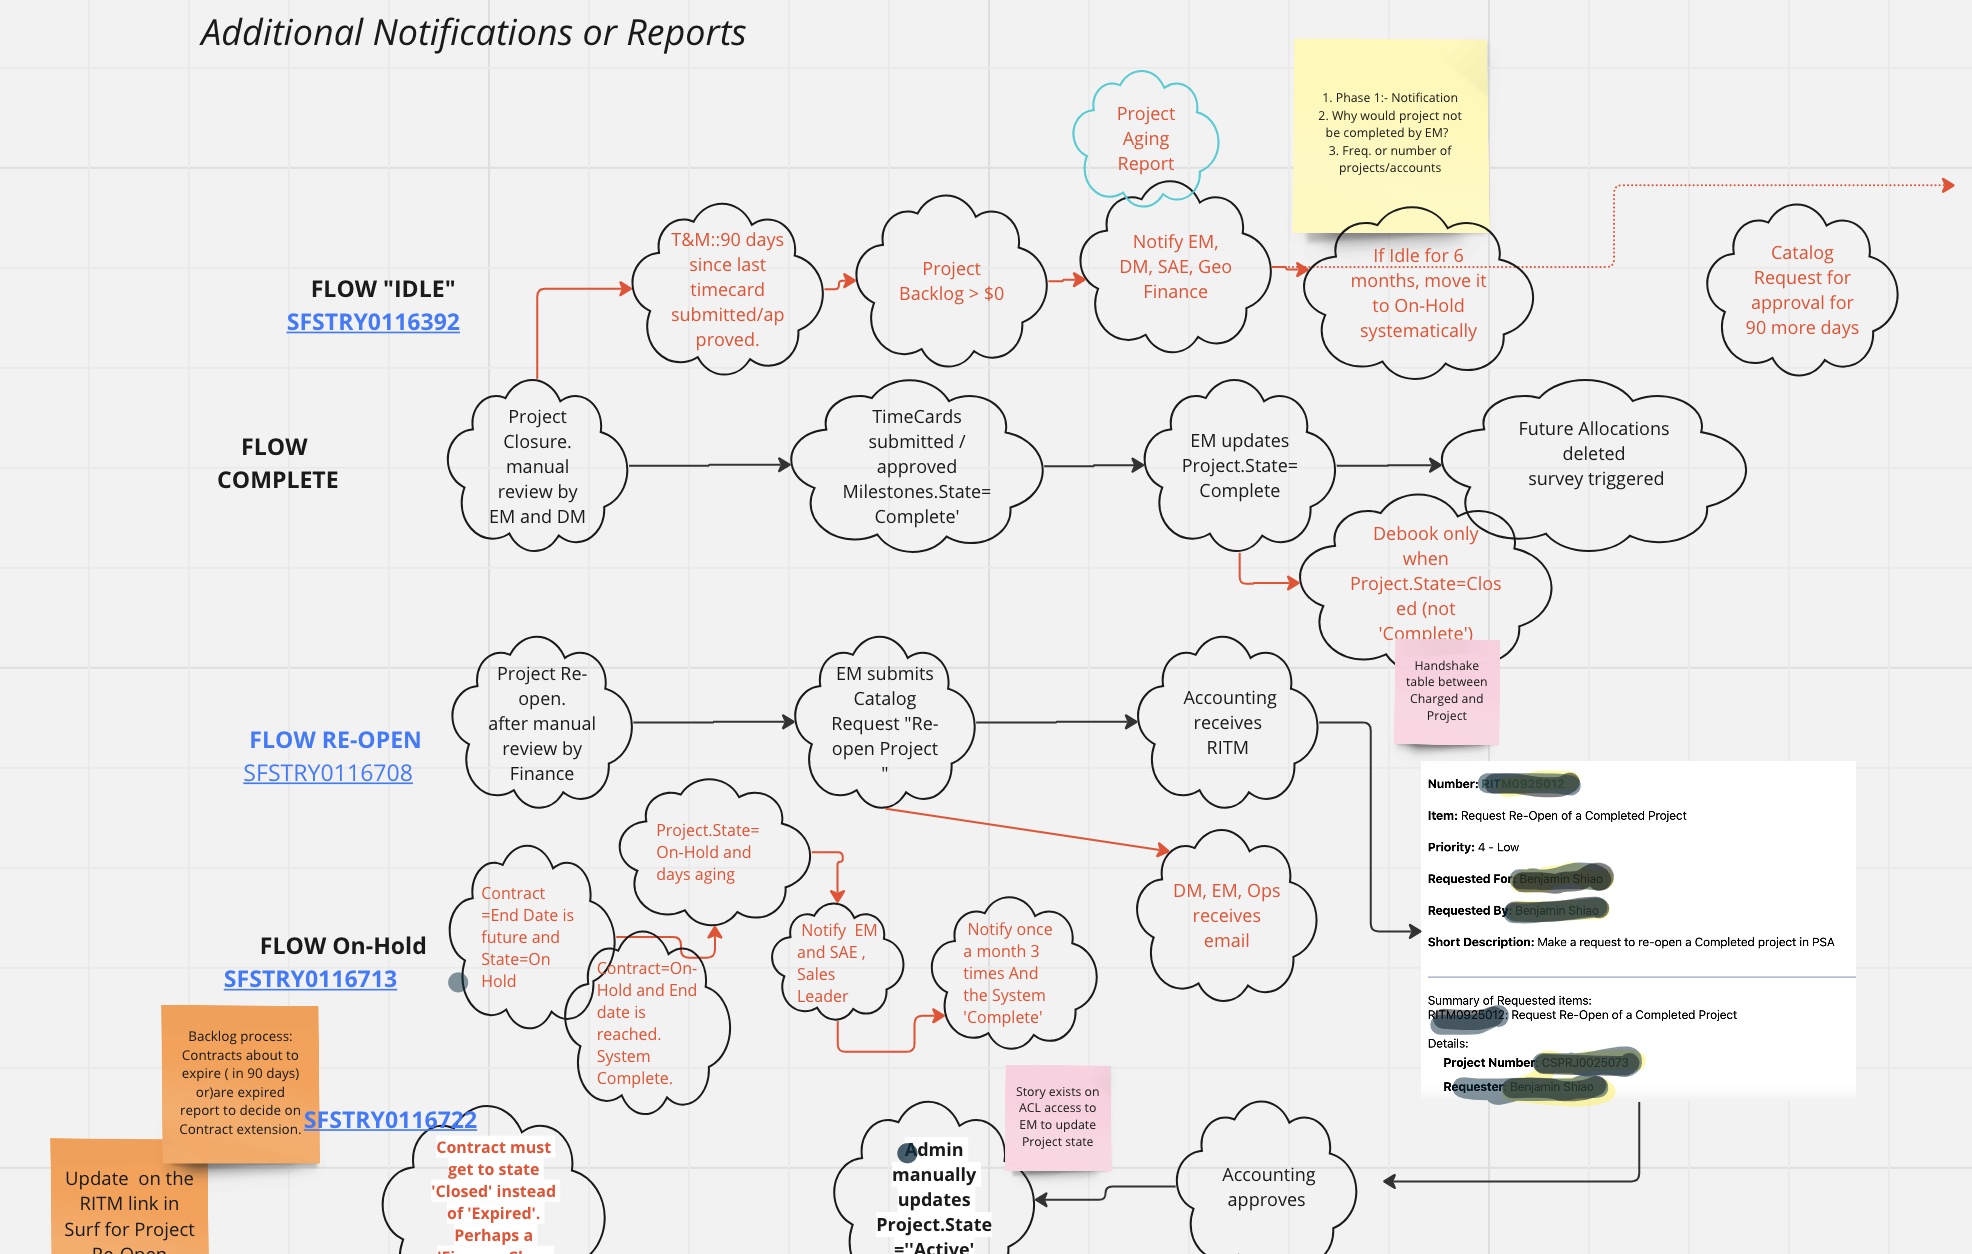 Additional Notifications or Reports
Project
Aging
Report
1. Phase 1:- Notification
2. Why would project not
be completed by EM?
3. Freq. or number of
projects/accounts
FLOW "IDLE"
SFSTRY0116392
T&M::90 days
since last
timecard
submitted/ap
proved.
Project
Backlog > $0
Notify EM,
DM, SAE, Geo
Finance
If Idle for 6
months, move it
to On-Hold
systematically
Catalog
Request for
approval for
90 more days
FLOW
COMPLETE
Project
Closure.
manual
review by
EM and DM
TimeCards
submitted /
approved
Milestones.State=
Complete'
EM updates
Project.State=
Complete
Future Allocations
deleted
survey triggered
Debook only
when
Project.State=Clos
ed (not
'Complete')
Handshake
table between
Charged and
Project
FLOW RE-OPEN
SFSTRY0116708
Project Re-
open.
after manual
review by
Finance
EM submits
Catalog
Request "Re-
open Project
"
Accounting
receives
RITM
DM, EM, Ops
receives
email
Number: RITM0925012
Item: Request Re-Open of a Completed Project
Priority: 4 - Low
Requested For: Benjamin Shiao
Requested By: Benjamin Shiao
Short Description: Make a request to re-open a Completed project in PSA
Summary of Requested items:
RITM0925012: Request Re-Open of a Completed Project
Details:
Project Number: CSPRJ0025073
Requester: Benjamin Shiao
FLOW On-Hold
SFSTRY0116713
Contract
=End Date is
future and
State=On
Hold
Project.State=
On-Hold and
days aging
Contract=On-
Hold and End
date is
reached.
System
Complete.
Notify EM
and SAE ,
Sales
Leader
Notify once
a month 3
times And
the System
'Complete'
Backlog process:
Contracts about to
expire ( in 90 days)
or)are expired
report to decide on
Contract extension.
SFSTRY0116722
Update on the
RITM link in
Surf for Project
Re-Open
Contract must
get to state
'Closed' instead
of 'Expired'.
Perhaps a
Story exists on
ACL access to
EM to update
Project state
Admin
manually
updates
Project.State
=''Active'
Accounting
approves